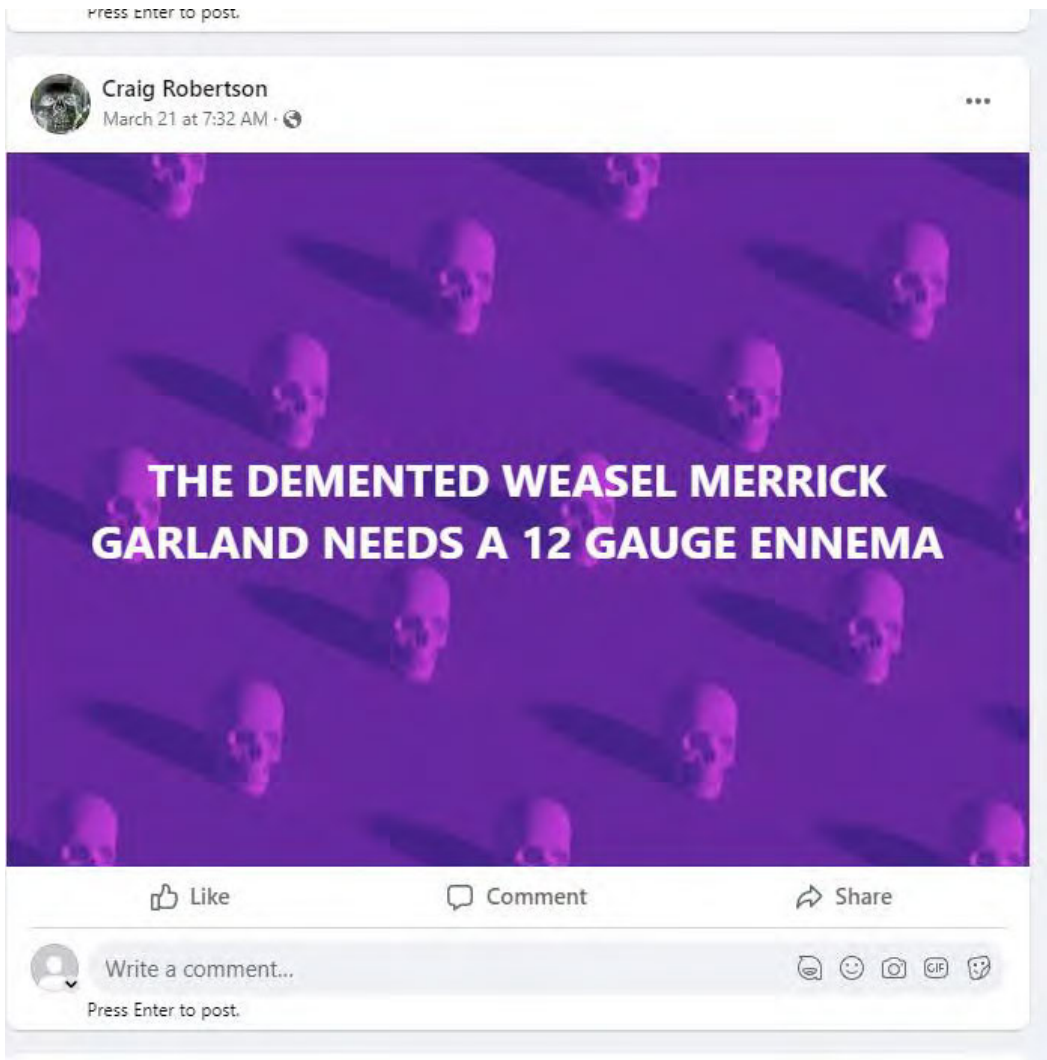 Press Enter to post.
Craig Robertson
March 21 at 7:32 AM ·
THE DEMENTED WEASEL MERRICK
GARLAND NEEDS A 12 GAUGE ENNEMA
Like Comment Share
Write a comment...
GIF
Press Enter to post.